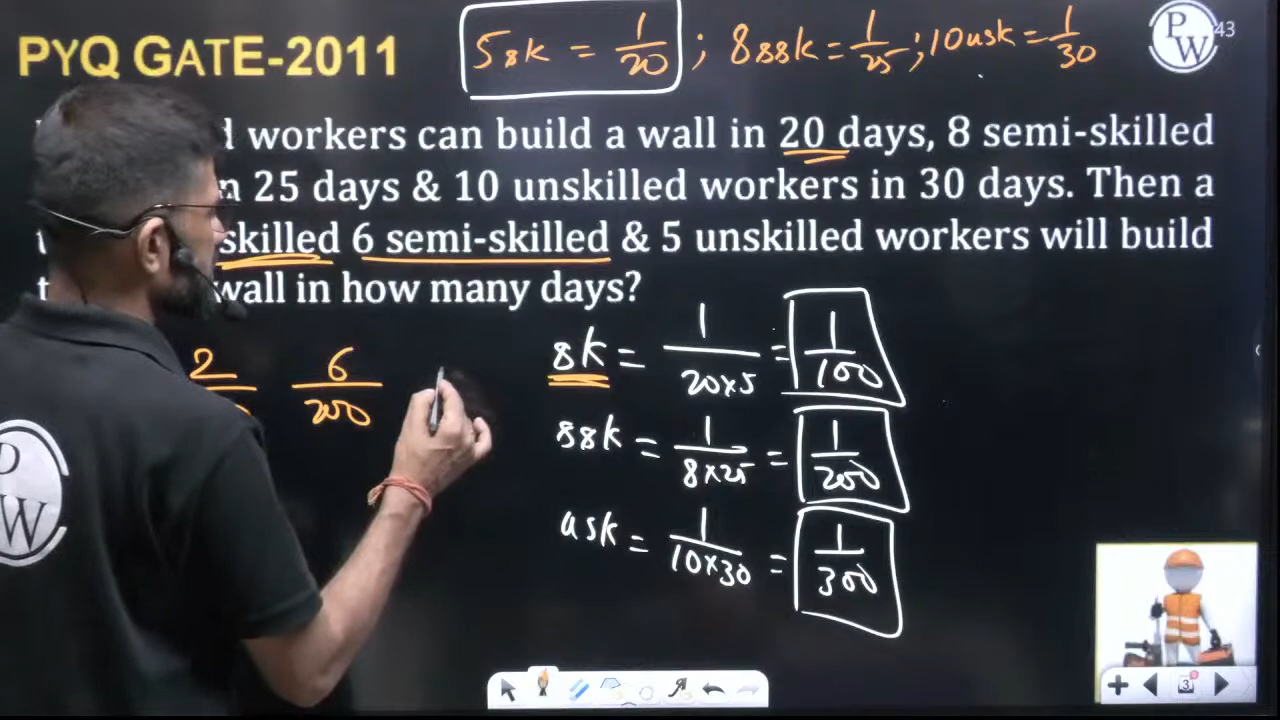 PYQ GATE-2011
5sk = 1/20 ; 8ssk = 1/25 ; 10usk = 1/30
PW
43
workers can build a wall in 20 days, 8 semi-skilled
25 days & 10 unskilled workers in 30 days. Then a
skilled 6 semi-skilled & 5 unskilled workers will build
wall in how many days?
2 6/200
sk = 1/(20×5) = 1/100
ssk = 1/(8×25) = 1/200
usk = 1/(10×30) = 1/300
P
W
3